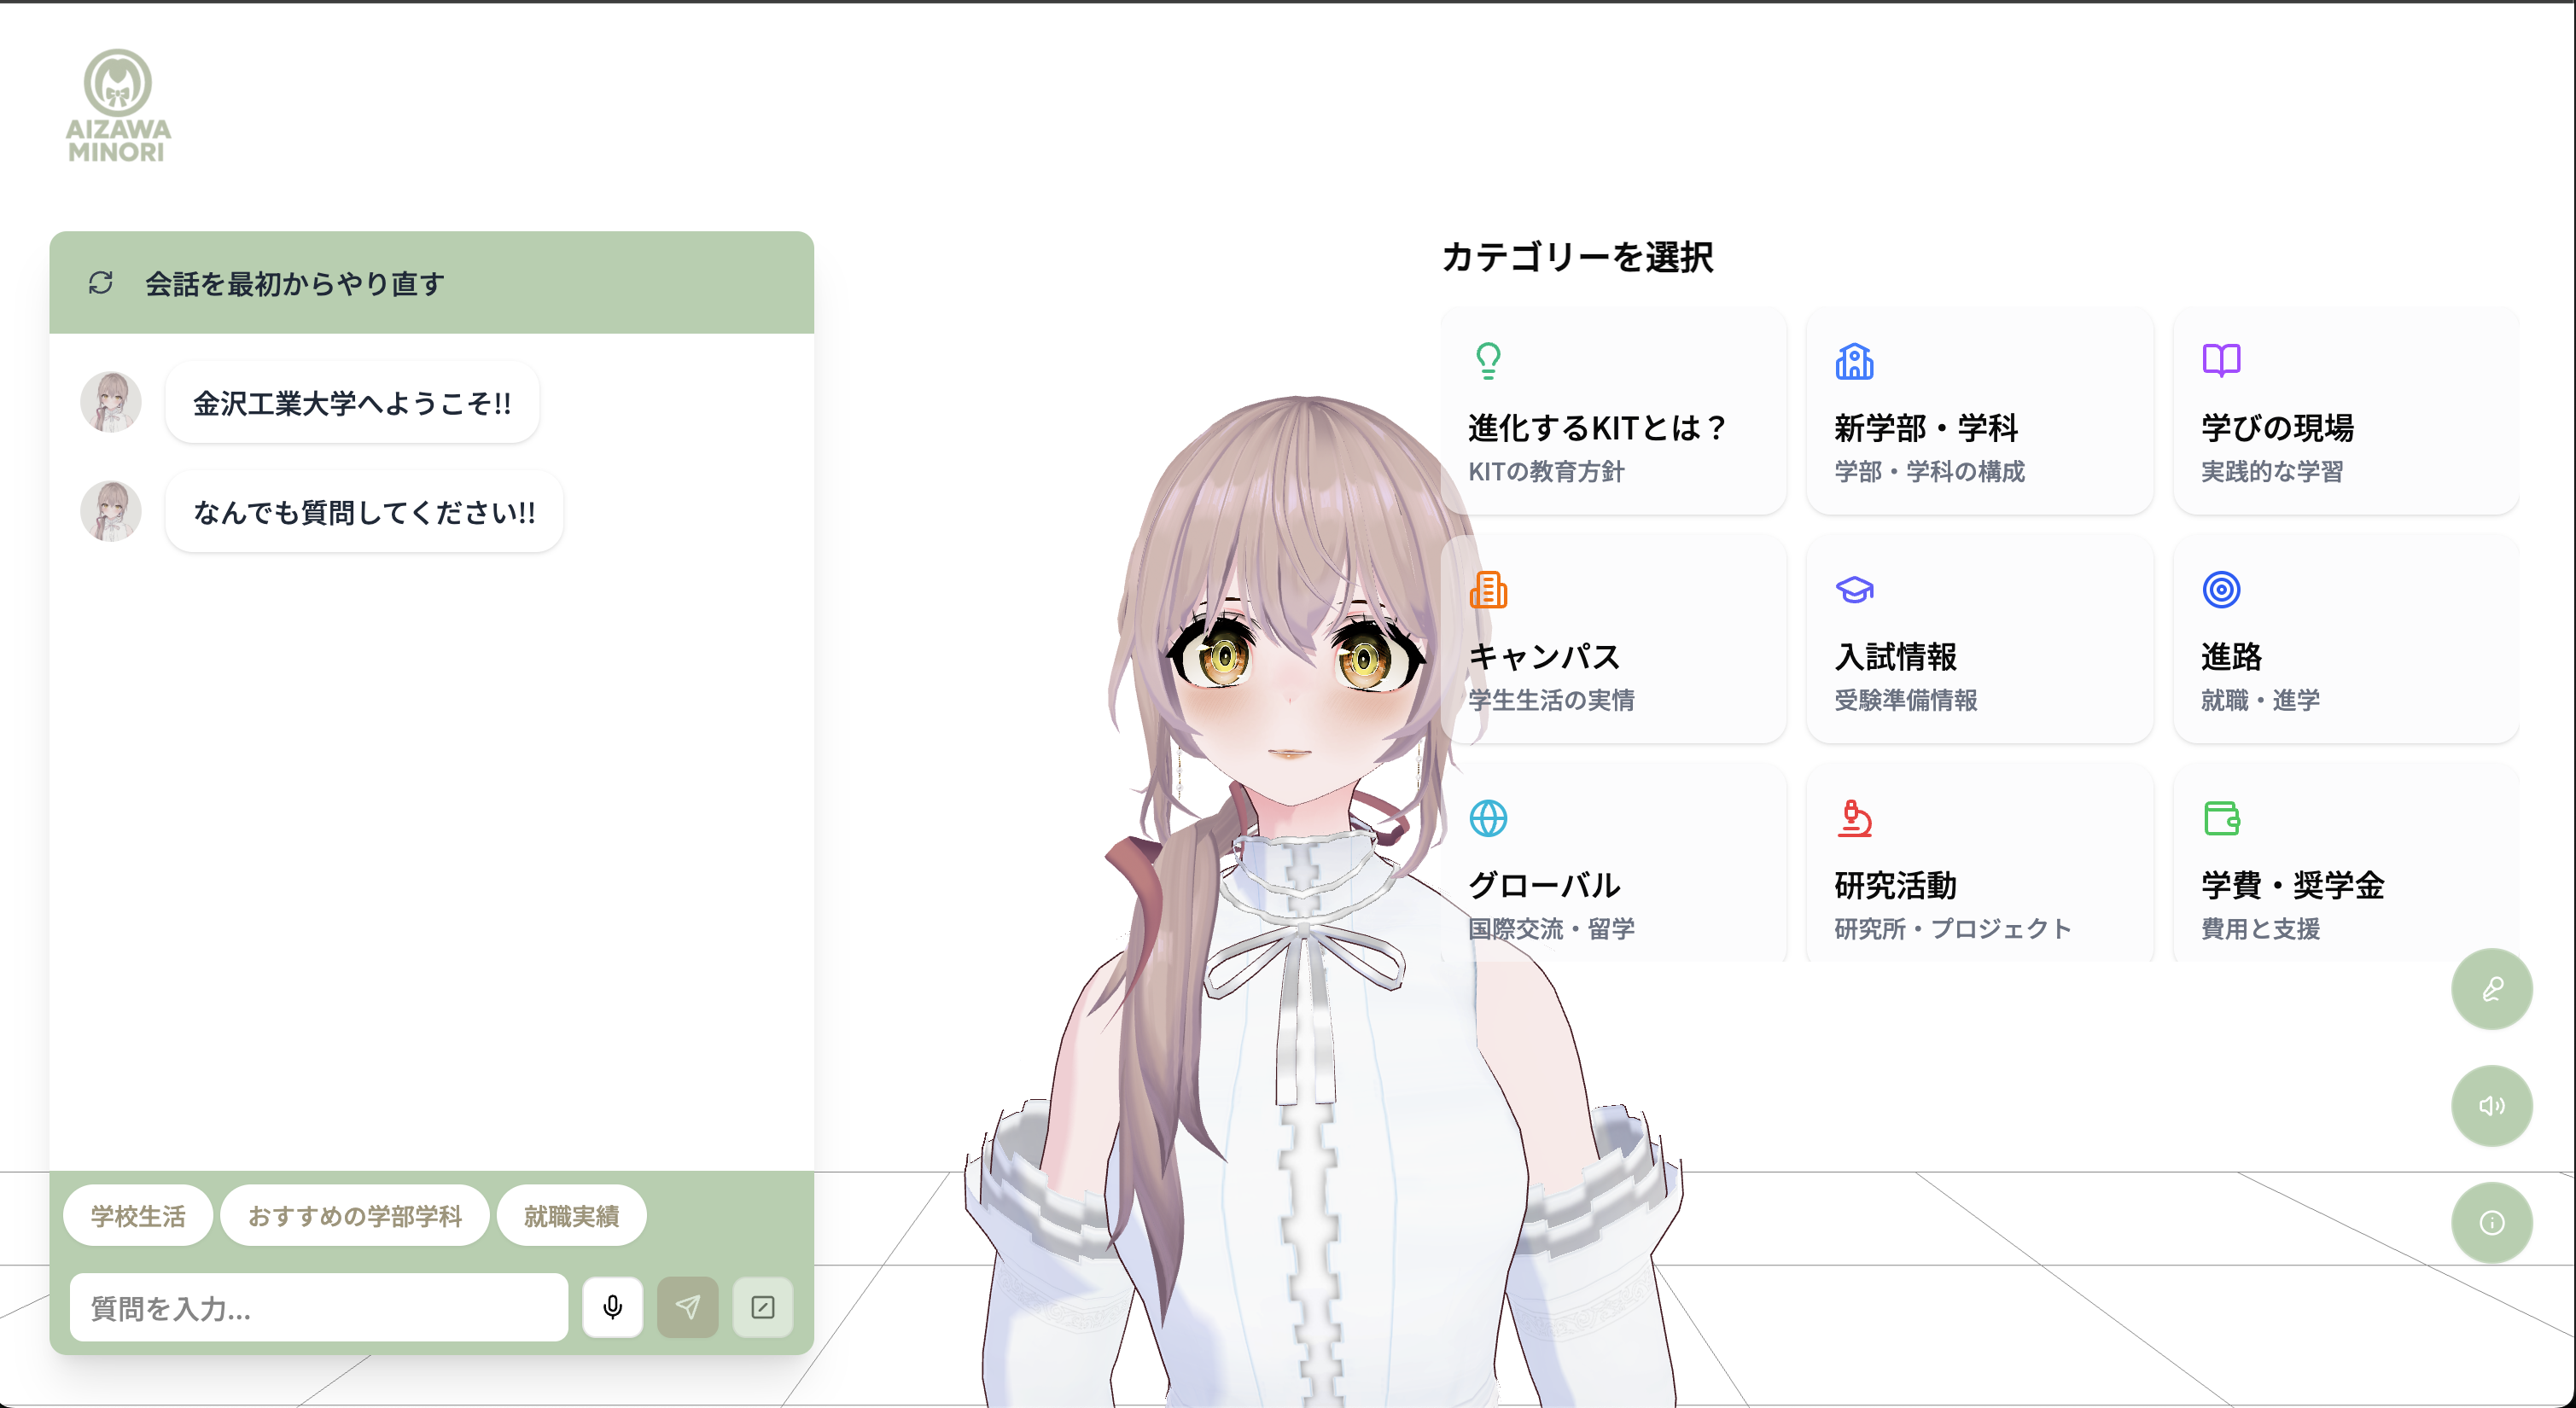 AIZAWA
MINORI
会話を最初からやり直す
金沢工業大学へようこそ!!
なんでも質問してください!!
学校生活
おすすめの学部学科
就職実績
質問を入力...
カテゴリーを選択
進化するKITとは？
KITの教育方針
新学部・学科
学部・学科の構成
学びの現場
実践的な学習
キャンパス
学生生活の実情
入試情報
受験準備情報
進路
就職・進学
グローバル
国際交流・留学
研究活動
研究所・プロジェクト
学費・奨学金
費用と支援